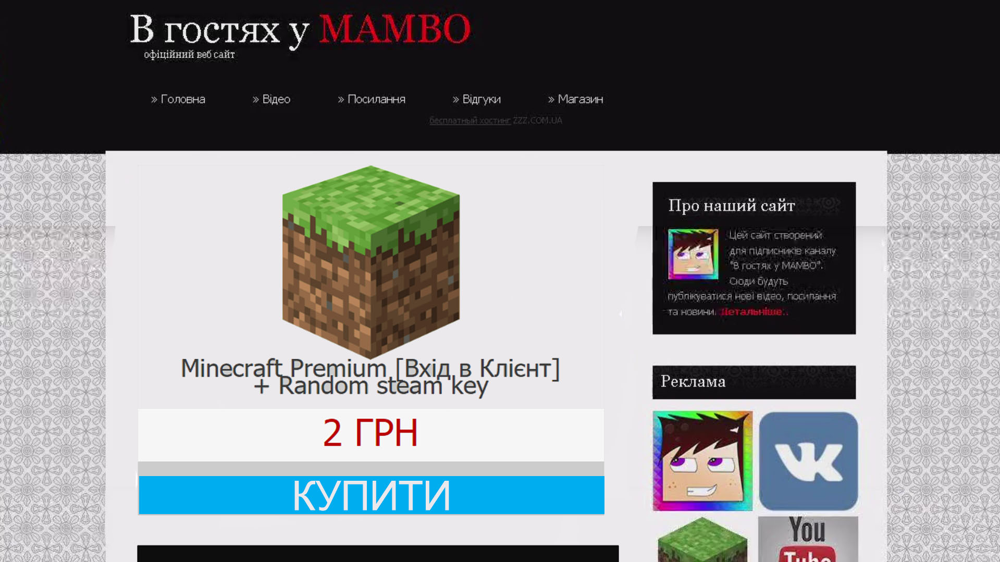 В гостях у MAMBO
офіційний веб сайт
» Головна
» Відео
» Посилання
» Відгуки
» Магазин
бесплатный хостинг ZZZ.COM.UA
Minecraft Premium [Вхід в Клієнт]
+ Random steam key
2 ГРН
КУПИТИ
Про наший сайт
Цей сайт створений
для підписників каналу
"В гостях у MAMBO".
Сюди будуть
публікуватися нові відео, посилання
та новини. Детальніше..
Реклама
You
Tube